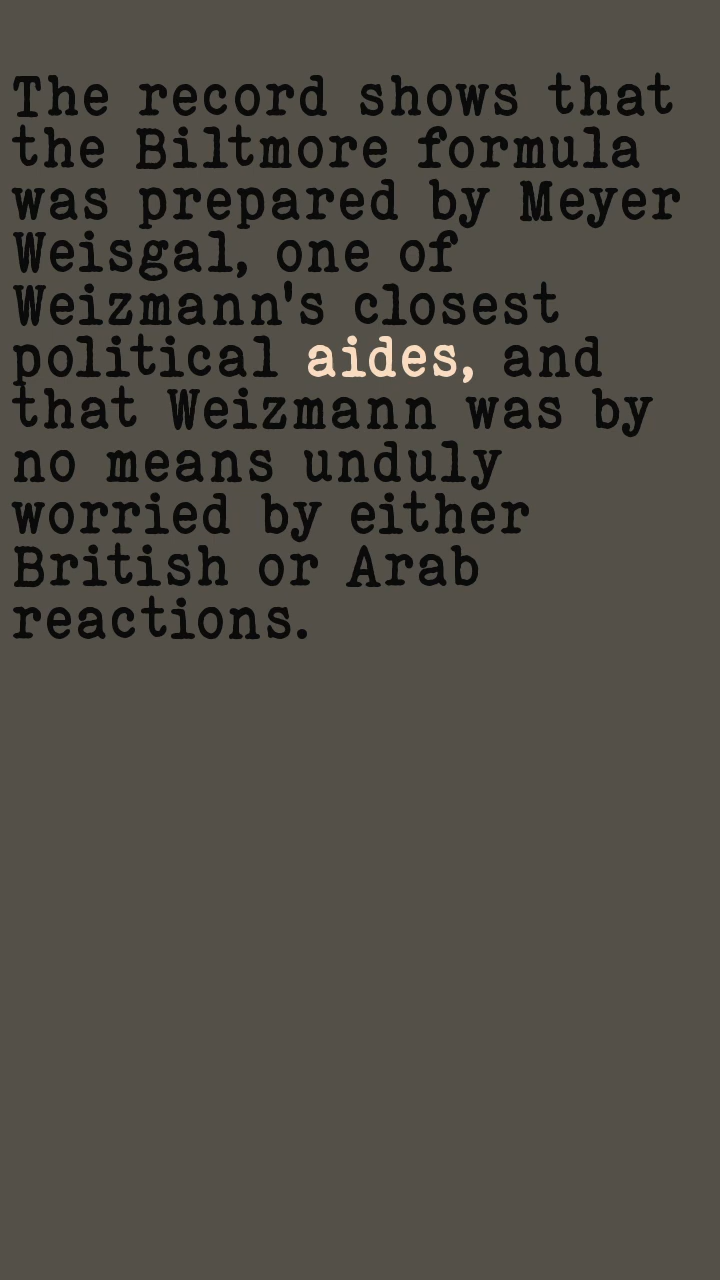 The record shows that
the Biltmore formula
was prepared by Meyer
Weisgal, one of
Weizmann's closest
political aides, and
that Weizmann was by
no means unduly
worried by either
British or Arab
reactions.